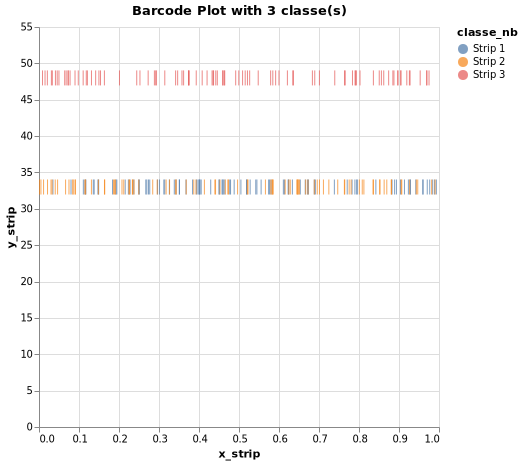 Barcode Plot with 3 classe(s)
classe_nb
Strip 1
Strip 2
Strip 3
55
50
45
40
35
30
25
20
15
10
5
0
y_strip
0.0 0.1 0.2 0.3 0.4 0.5 0.6 0.7 0.8 0.9 1.0
x_strip